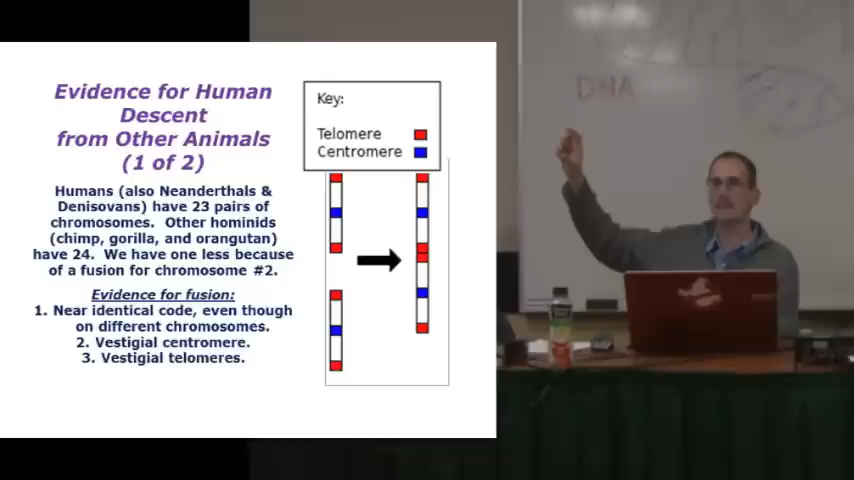 Evidence for Human
Descent
from Other Animals
(1 of 2)
Humans (also Neanderthals &
Denisovans) have 23 pairs of
chromosomes. Other hominids
(chimp, gorilla, and orangutan)
have 24. We have one less because
of a fusion for chromosome #2.
Evidence for fusion:
1. Near identical code, even though
on different chromosomes.
2. Vestigial centromere.
3. Vestigial telomeres.
Key:
Telomere
Centromere
DNA